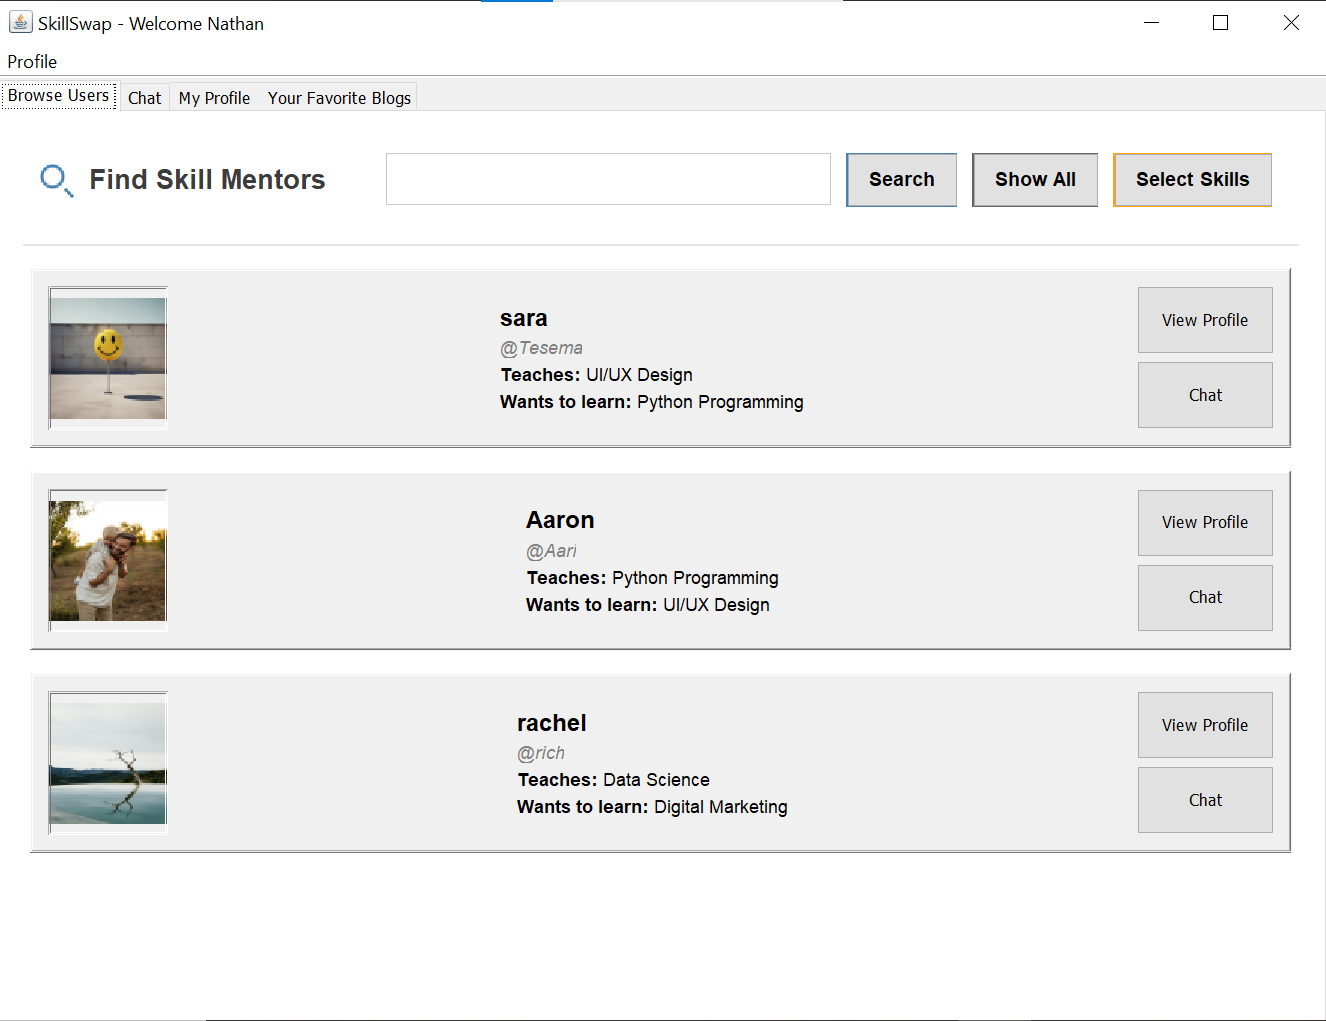 SkillSwap - Welcome Nathan
Profile
Browse Users
Chat
My Profile
Your Favorite Blogs
Find Skill Mentors
Search
Show All
Select Skills
sara
@Tesema
Teaches: UI/UX Design
Wants to learn: Python Programming
View Profile
Chat
Aaron
@Aari
Teaches: Python Programming
Wants to learn: UI/UX Design
View Profile
Chat
rachel
@rich
Teaches: Data Science
Wants to learn: Digital Marketing
View Profile
Chat